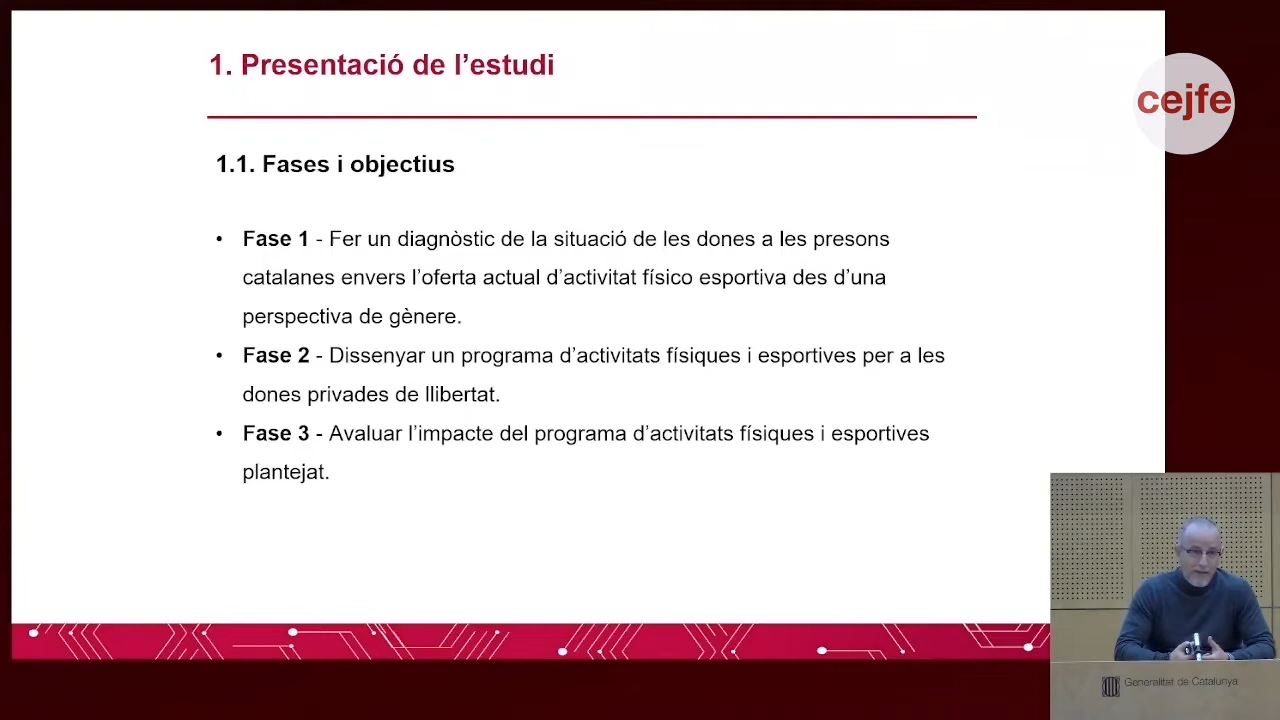 1. Presentació de l’estudi
cejfe
1.1. Fases i objectius
• Fase 1 - Fer un diagnòstic de la situació de les dones a les presons
catalanes envers l’oferta actual d’activitat físico esportiva des d’una
perspectiva de gènere.
• Fase 2 - Dissenyar un programa d’activitats físiques i esportives per a les
dones privades de llibertat.
• Fase 3 - Avaluar l’impacte del programa d’activitats físiques i esportives
plantejat.
Generalitat de Catalunya